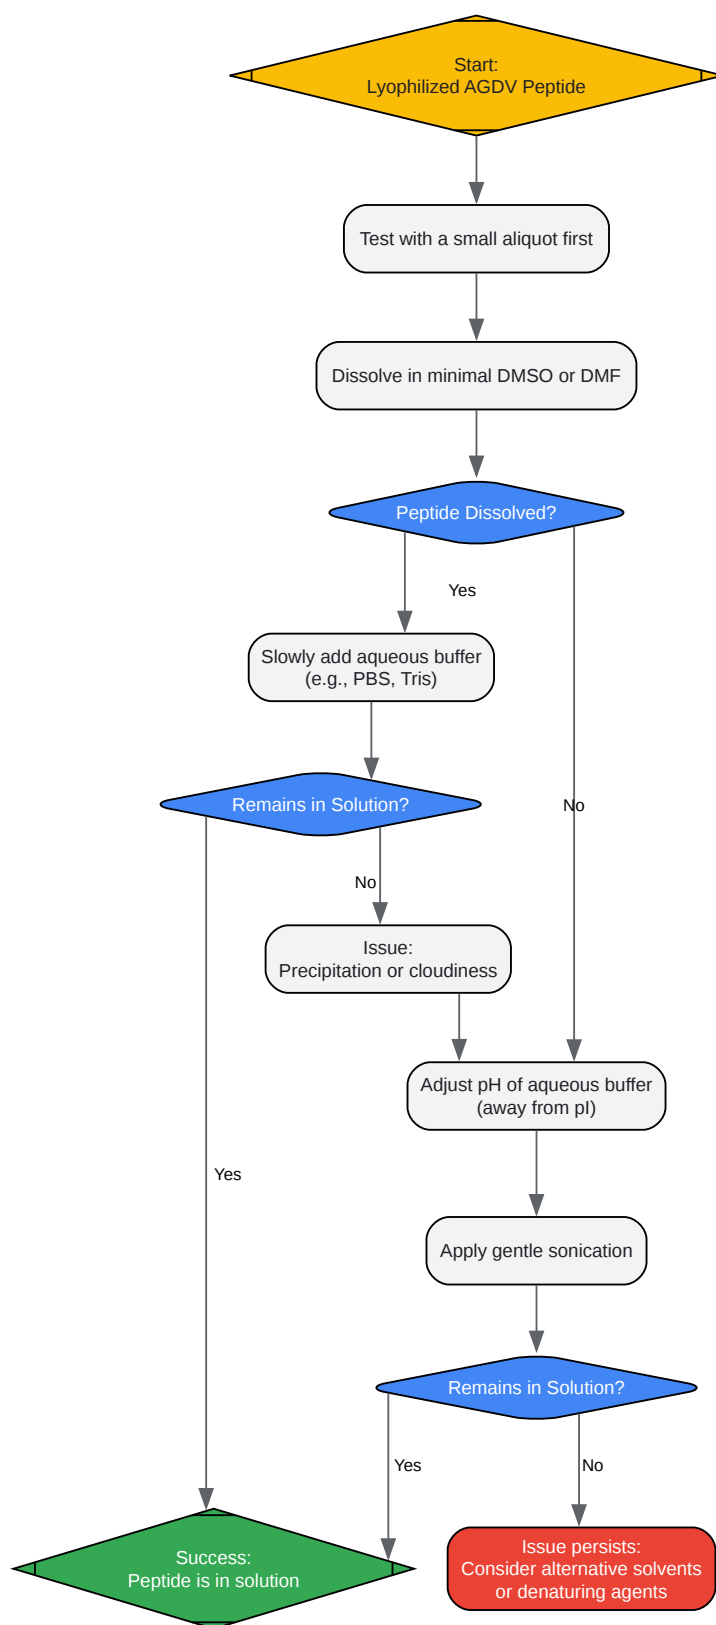 Start:
Lyophilized AGDV Peptide
Test with a small aliquot first
Dissolve in minimal DMSO or DMF
Peptide Dissolved?
Yes
Slowly add aqueous buffer
(e.g., PBS, Tris)
Remains in Solution?
No
No
Issue:
Precipitation or cloudiness
Adjust pH of aqueous buffer
(away from pI)
Yes
Apply gentle sonication
Remains in Solution?
Yes
No
Success:
Peptide is in solution
Issue persists:
Consider alternative solvents
or denaturing agents